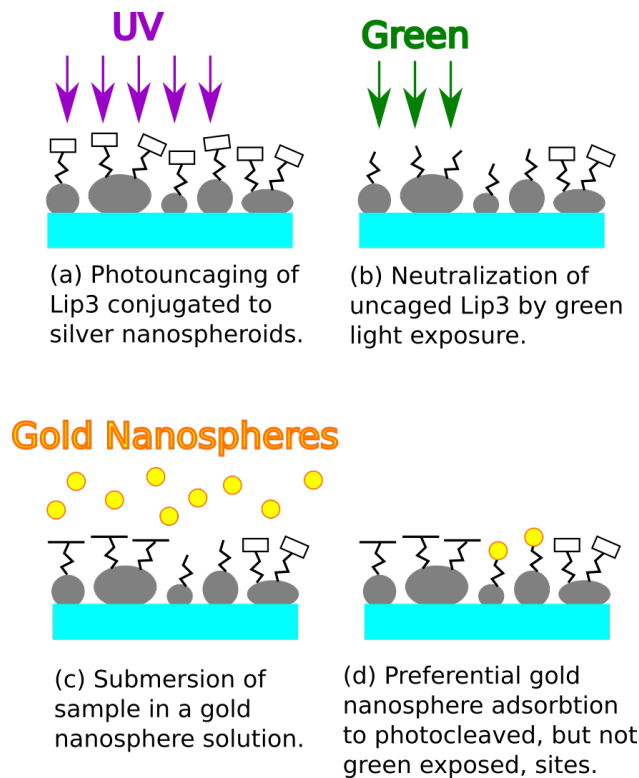 UV
Green
(a) Photouncaging of
Lip3 conjugated to
silver nanospheroids.
(b) Neutralization of
uncaged Lip3 by green
light exposure.
Gold Nanospheres
(c) Submersion of
sample in a gold
nanosphere solution.
(d) Preferential gold
nanosphere adsorbtion
to photocleaved, but not
green exposed, sites.